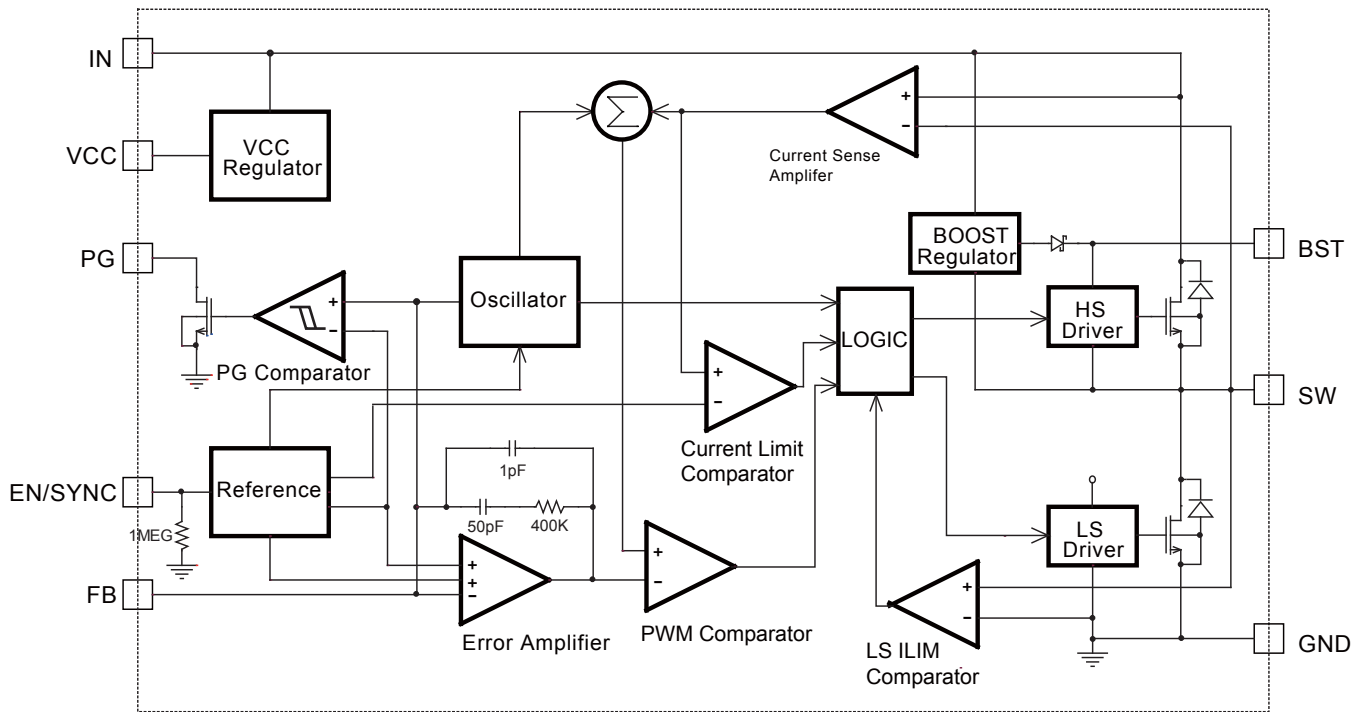 IN
VCC
VCC
Regulator
Σ
+
−
Current Sense
Amplifer
BOOST
Regulator
BST
PG
+
−
PG Comparator
Oscillator
LOGIC
HS
Driver
SW
+
−
Current Limit
Comparator
EN/SYNC
1MEG
Reference
1pF
50pF
400K
LS
Driver
FB
+
+
−
Error Amplifier
+
−
PWM Comparator
+
−
LS ILIM
Comparator
GND